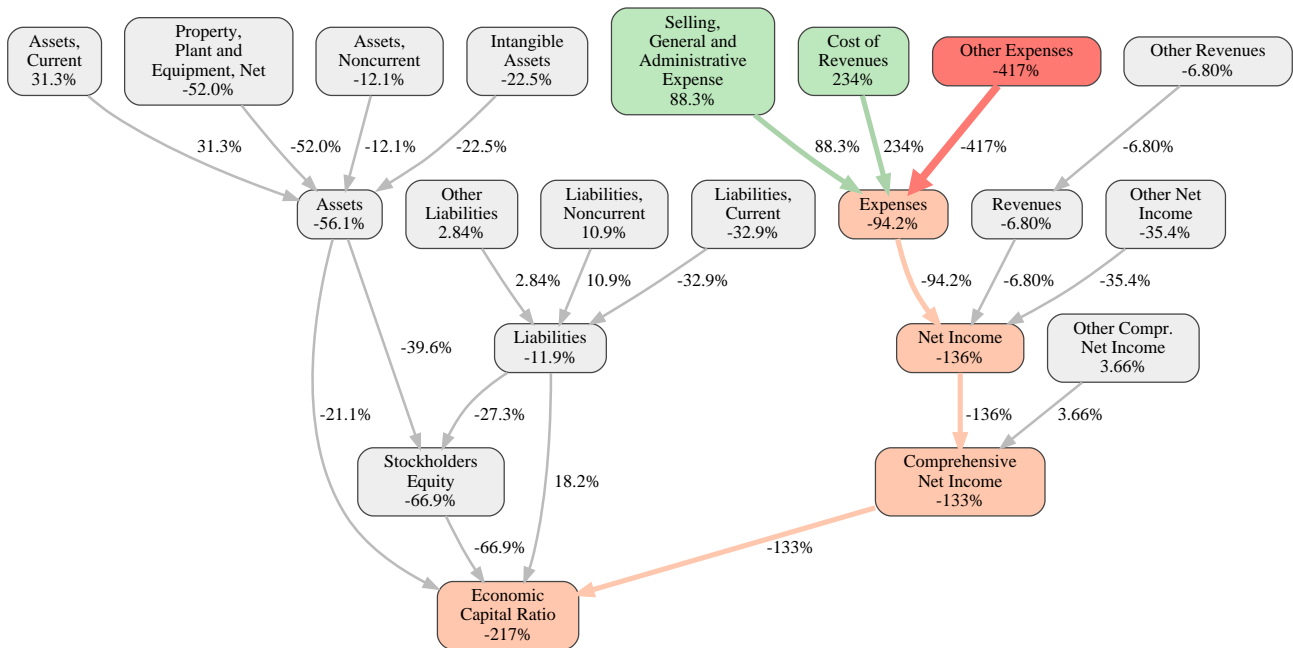 Assets,
Current
31.3%
Property,
Plant and
Equipment, Net
-52.0%
Assets,
Noncurrent
-12.1%
Intangible
Assets
-22.5%
Selling,
General and
Administrative
Expense
88.3%
Cost of
Revenues
234%
Other Expenses
-417%
Other Revenues
-6.80%
31.3%
-52.0%
-12.1%
-22.5%
88.3%
234%
-417%
-6.80%
Assets
-56.1%
Other
Liabilities
2.84%
Liabilities,
Noncurrent
10.9%
Liabilities,
Current
-32.9%
Expenses
-94.2%
Revenues
-6.80%
Other Net
Income
-35.4%
2.84%
10.9%
-32.9%
-94.2%
-6.80%
-35.4%
-39.6%
Liabilities
-11.9%
Net Income
-136%
Other Compr.
Net Income
3.66%
-21.1%
-27.3%
18.2%
-136%
3.66%
Stockholders
Equity
-66.9%
Comprehensive
Net Income
-133%
-66.9%
-133%
Economic
Capital Ratio
-217%